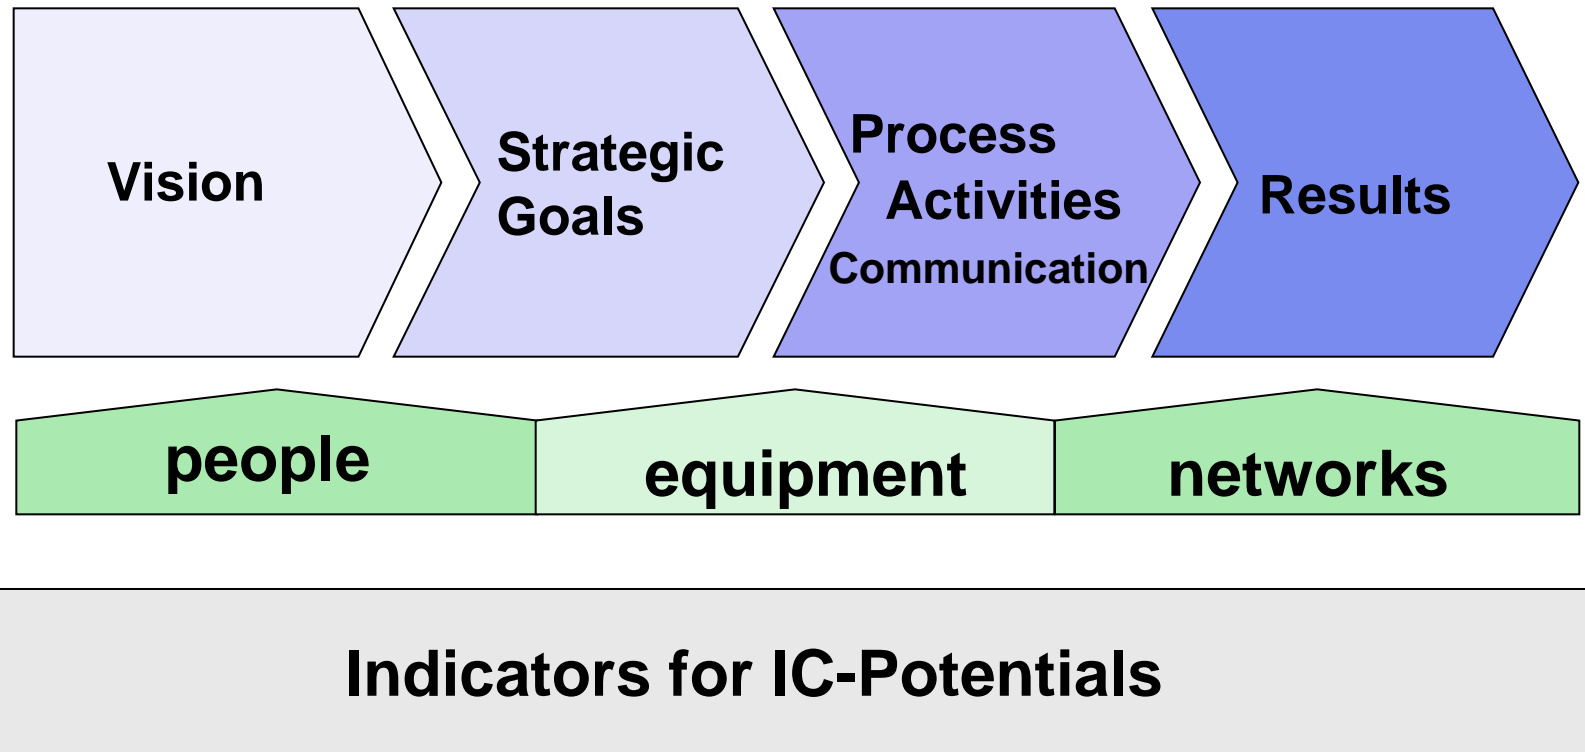 Vision
Strategic
Goals
Process
Activities
Communication
Results
people
equipment
networks
Indicators for IC-Potentials